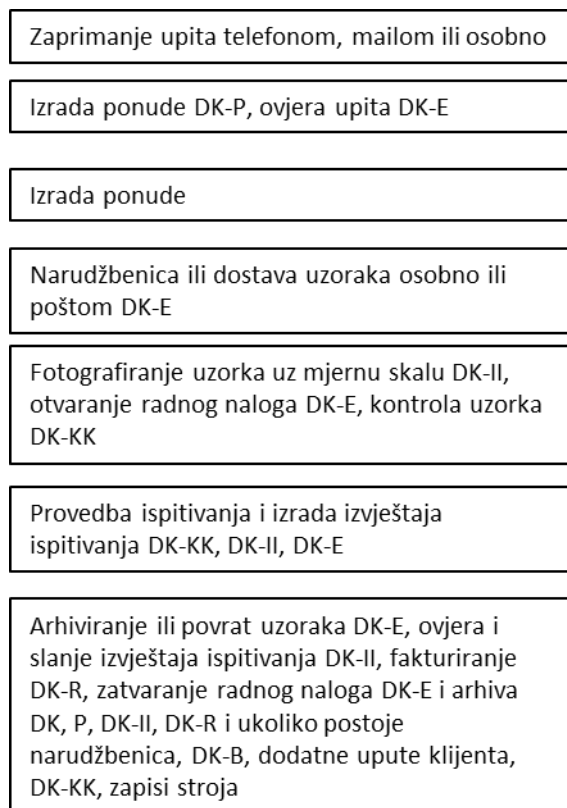 Zaprimanje upita telefonom, mailom ili osobno
Izrada ponude DK-P, ovjera upita DK-E
Izrada ponude
Narudžbenica ili dostava uzoraka osobno ili
poštom DK-E
Fotografiranje uzorka uz mjernu skalu DK-II,
otvaranje radnog naloga DK-E, kontrola uzorka
DK-KK
Provedba ispitivanja i izrada izvještaja
ispitivanja DK-KK, DK-II, DK-E
Arhiviranje ili povrat uzoraka DK-E, ovjera i
slanje izvještaja ispitivanja DK-II, fakturiranje
DK-R, zatvaranje radnog naloga DK-E i arhiva
DK, P, DK-II, DK-R i ukoliko postoje
narudžbenica, DK-B, dodatne upute klijenta,
DK-KK, zapisi stroja